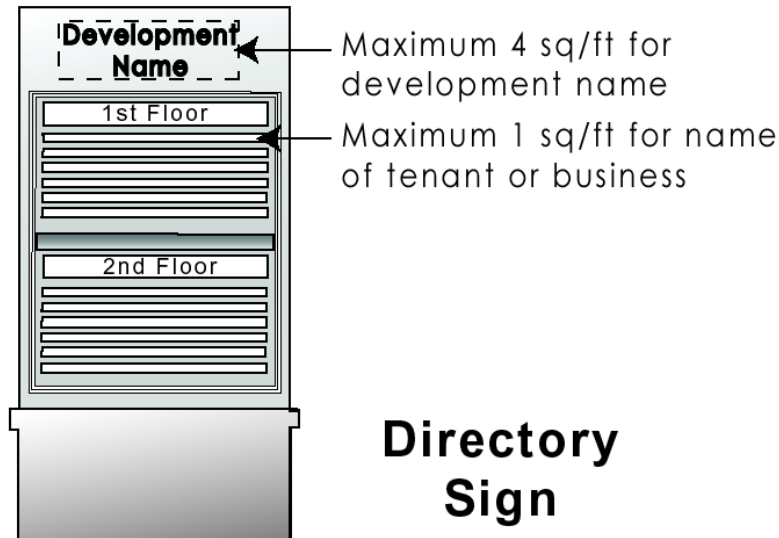 Development
Name
Maximum 4 sq/ft for
development name
1st Floor
Maximum 1 sq/ft for name
of tenant or business
2nd Floor
Directory
Sign